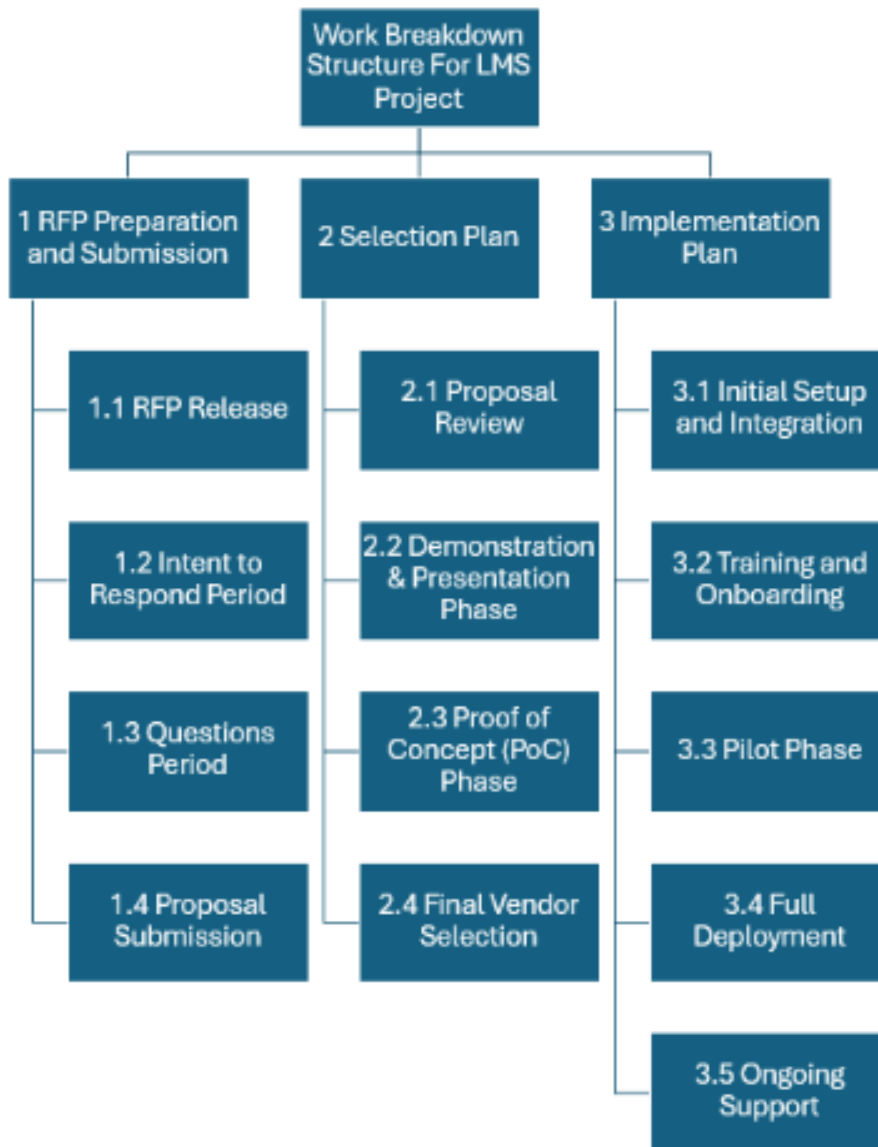 Work Breakdown
Structure For LMS
Project
1 RFP Preparation
and Submission
2 Selection Plan
3 Implementation
Plan
1.1 RFP Release
2.1 Proposal
Review
3.1 Initial Setup
and Integration
1.2 Intent to
Respond Period
2.2 Demonstration
& Presentation
Phase
3.2 Training and
Onboarding
1.3 Questions
Period
2.3 Proof of
Concept (PoC)
Phase
3.3 Pilot Phase
1.4 Proposal
Submission
2.4 Final Vendor
Selection
3.4 Full
Deployment
3.5 Ongoing
Support